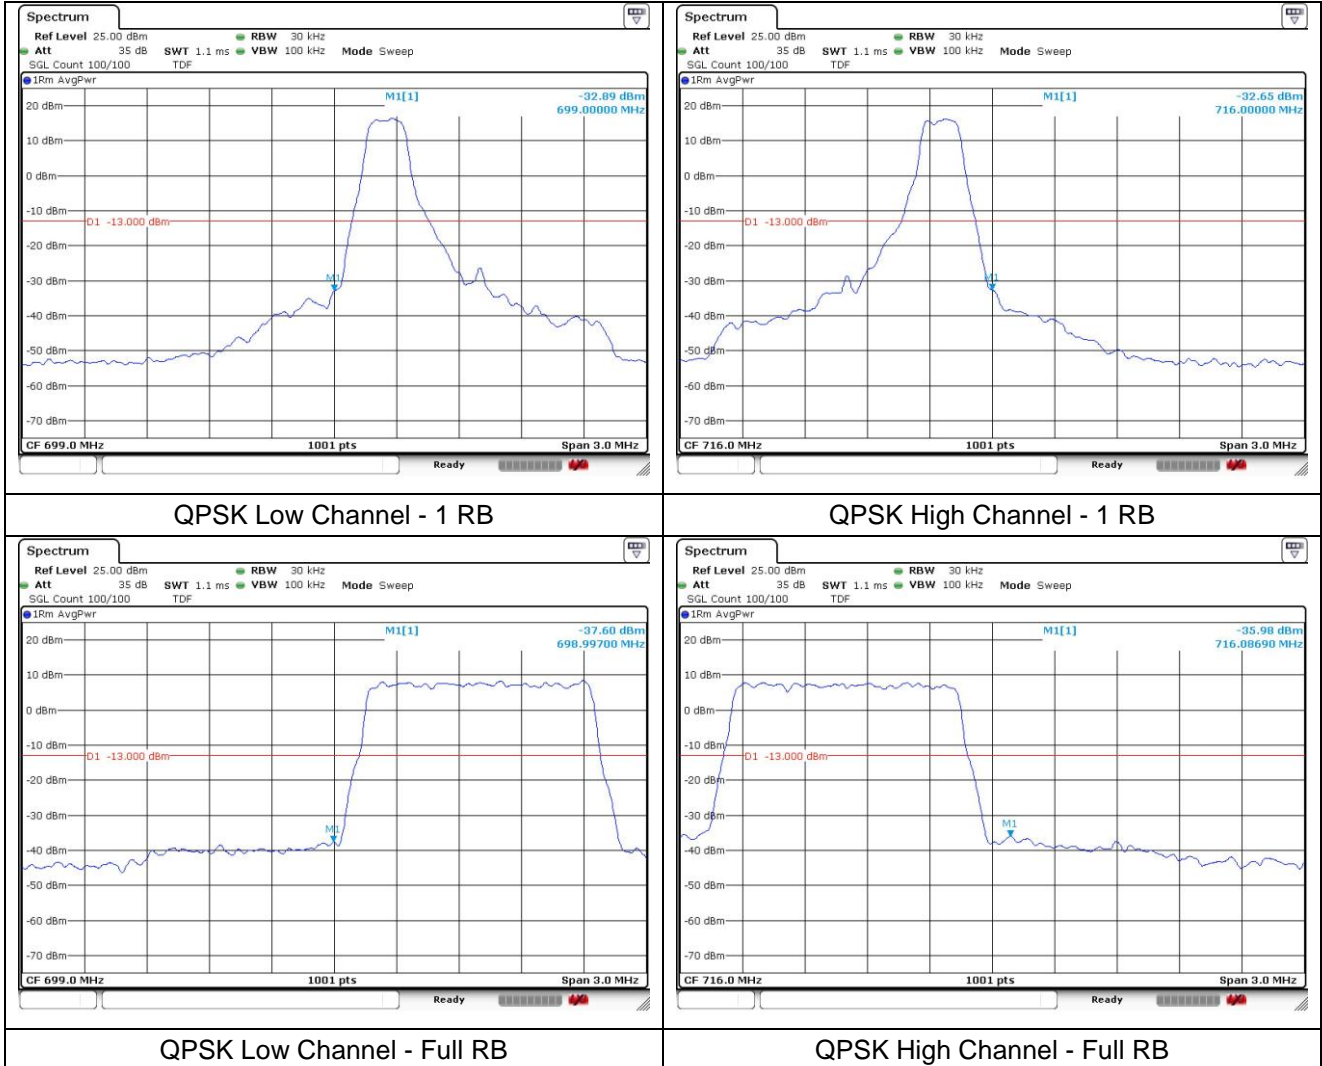 Spectrum
Ref Level 25.00 dBm RBW 30 kHz
Att 35 dB SWT 1.1 ms VBW 100 kHz Mode Sweep
SGL Count 100/100 TDF
1Rm AvgPwr
M1[1] -32.89 dBm
699.00000 MHz
20 dBm
10 dBm
0 dBm
-10 dBm
D1 -13.000 dBm
-20 dBm
M1
-30 dBm
-40 dBm
-50 dBm
-60 dBm
-70 dBm
CF 699.0 MHz 1001 pts Span 3.0 MHz
Ready
QPSK Low Channel - 1 RB
Spectrum
Ref Level 25.00 dBm RBW 30 kHz
Att 35 dB SWT 1.1 ms VBW 100 kHz Mode Sweep
SGL Count 100/100 TDF
1Rm AvgPwr
M1[1] -32.65 dBm
716.00000 MHz
20 dBm
10 dBm
0 dBm
-10 dBm
D1 -13.000 dBm
-20 dBm
M1
-30 dBm
-40 dBm
-50 dBm
-60 dBm
-70 dBm
CF 716.0 MHz 1001 pts Span 3.0 MHz
Ready
QPSK High Channel - 1 RB
Spectrum
Ref Level 25.00 dBm RBW 30 kHz
Att 35 dB SWT 1.1 ms VBW 100 kHz Mode Sweep
SGL Count 100/100 TDF
1Rm AvgPwr
M1[1] -37.60 dBm
698.99700 MHz
20 dBm
10 dBm
0 dBm
-10 dBm
D1 -13.000 dBm
-20 dBm
-30 dBm
M1
-40 dBm
-50 dBm
-60 dBm
-70 dBm
CF 699.0 MHz 1001 pts Span 3.0 MHz
Ready
QPSK Low Channel - Full RB
Spectrum
Ref Level 25.00 dBm RBW 30 kHz
Att 35 dB SWT 1.1 ms VBW 100 kHz Mode Sweep
SGL Count 100/100 TDF
1Rm AvgPwr
M1[1] -35.98 dBm
716.08690 MHz
20 dBm
10 dBm
0 dBm
-10 dBm
D1 -13.000 dBm
-20 dBm
-30 dBm
M1
-40 dBm
-50 dBm
-60 dBm
-70 dBm
CF 716.0 MHz 1001 pts Span 3.0 MHz
Ready
QPSK High Channel - Full RB